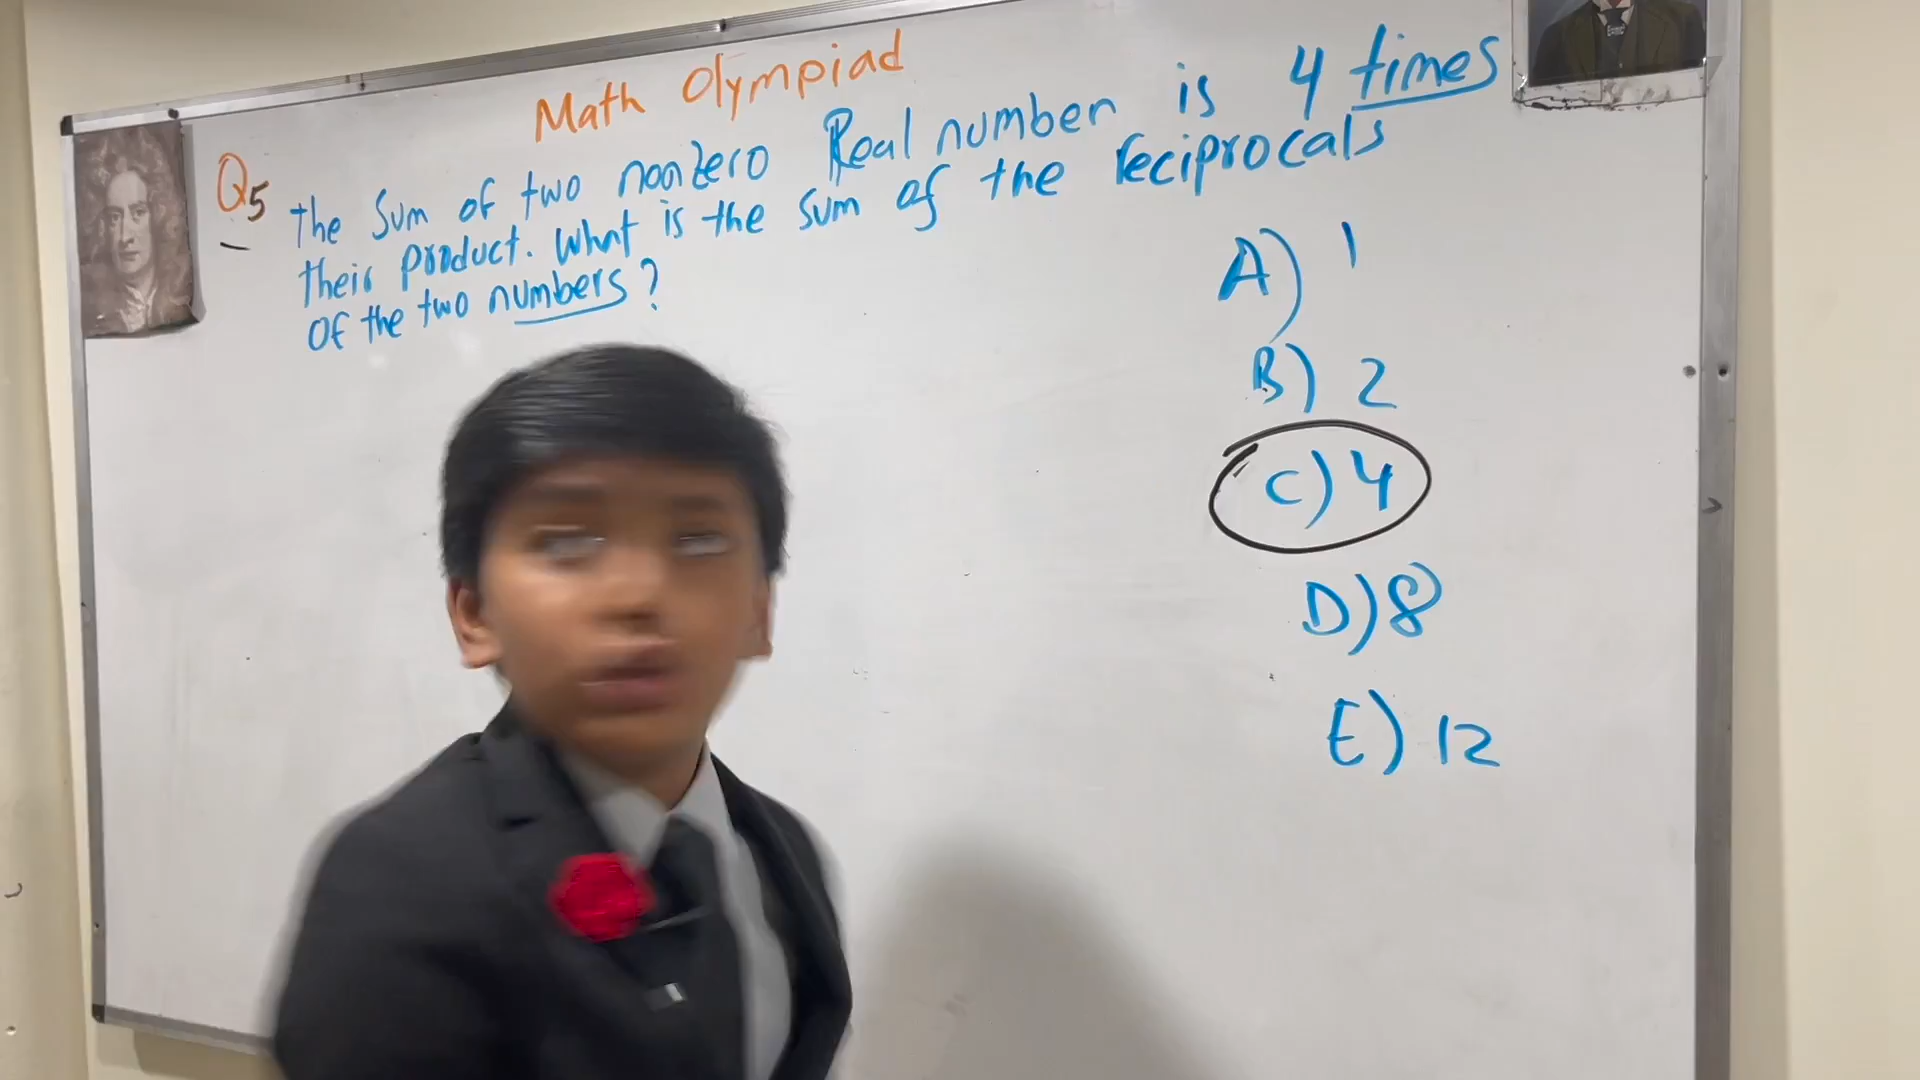 Math Olympiad
Q5 the Sum of two nonzero Real number is 4 times
their product. What is the sum of the reciprocals
of the two numbers?
A) 1
B) 2
C) 4
D) 8
E) 12